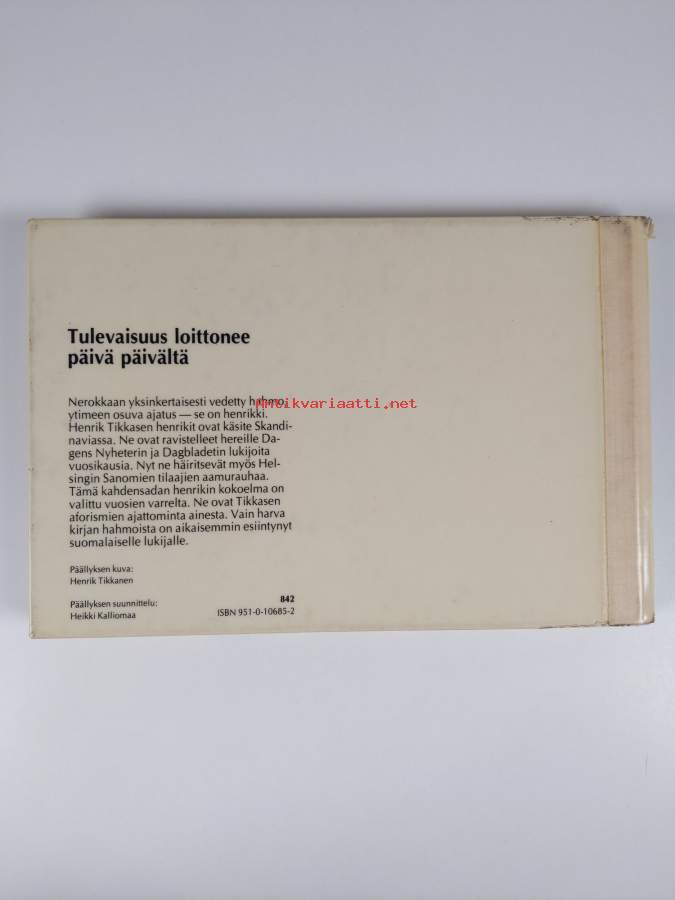 Tulevaisuus loittonee
päivä päivältä
Nerokkaan yksinkertaisesti vedetty hahmo,
ytimeen osuva ajatus — se on henrikki.
Henrik Tikkasen henrikit ovat käsite Skandi-
naviassa. Ne ovat ravistelleet hereille Da-
gens Nyheterin ja Dagbladetin lukijoita
vuosikausia. Nyt ne häiritsevät myös Hel-
singin Sanomien tilaajien aamurauhaa.
Tämä kahdensadan henrikin kokoelma on
valittu vuosien varrelta. Ne ovat Tikkasen
aforismien ajattominta ainesta. Vain harva
kirjan hahmoista on aikaisemmin esiintynyt
suomalaiselle lukijalle.
Päällyksen kuva:
Henrik Tikkanen
Päällyksen suunnittelu:
Heikki Kalliomaa
842
ISBN 951-0-10685-2
Antikvariaatti.net